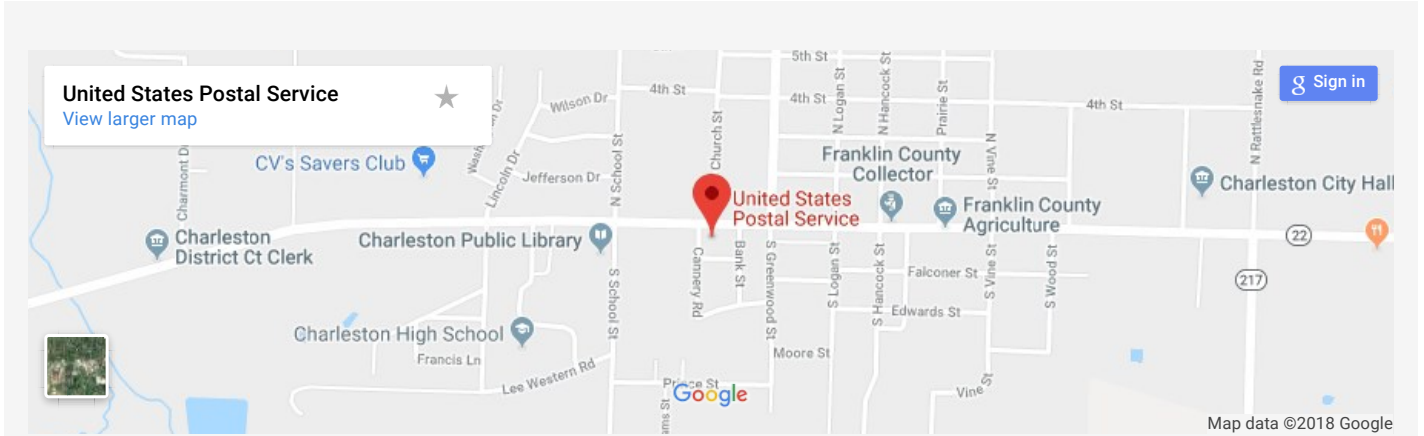 United States Postal Service
View larger map
Sign in
5th St
4th St
4th St
4th St
Wilson Dr
Church St
N Logan St
N Hancock St
Prairie St
N Rattlesnake Rd
N School St
N Vine St
Charmont
Lincoln Dr
Jefferson Dr
CV's Savers Club
Franklin County
Collector
Charleston City Hall
United States
Postal Service
Franklin County
Agriculture
Charleston
District Ct Clerk
Charleston Public Library
22
217
Cannery Rd
Bank St
S Greenwood St
S Logan St
S Hancock St
Falconer St
S Vine St
S Wood St
S School St
Edwards St
Charleston High School
Francis Ln
Lee Western Rd
Moore St
Prince St
Vine St
Google
Map data ©2018 Google